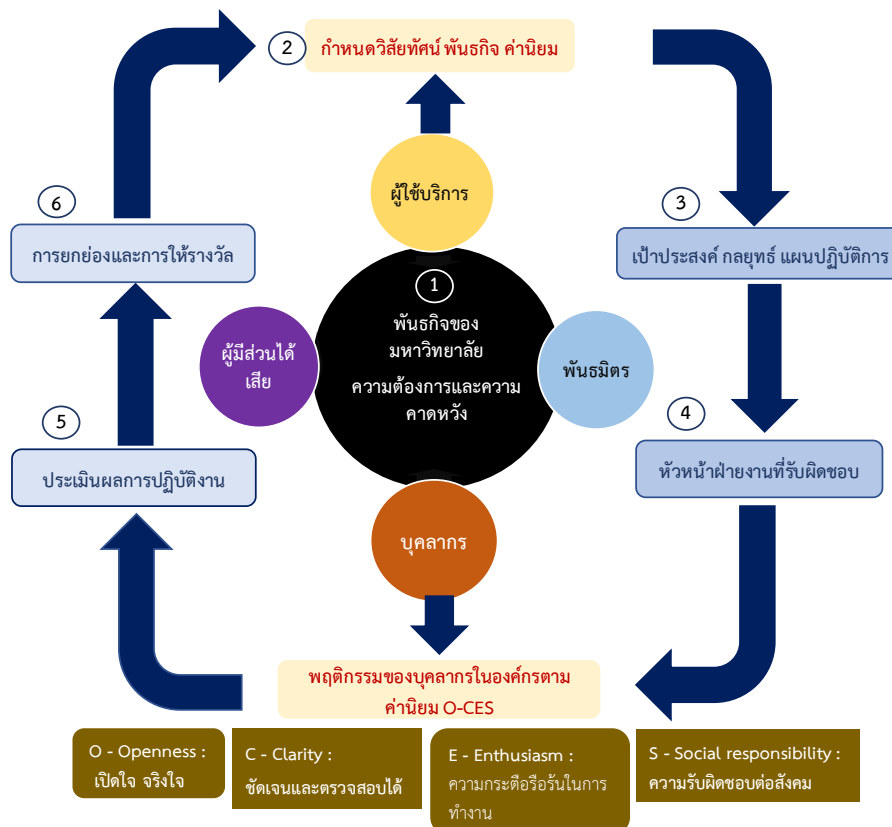 2
กำหนดวิสัยทัศน์ พันธกิจ ค่านิยม
ผู้ใช้บริการ
6
การยกย่องและการให้รางวัล
3
เป้าประสงค์ กลยุทธ์ แผนปฏิบัติการ
1
พันธกิจของ
มหาวิทยาลัย
ความต้องการและความ
คาดหวัง
ผู้มีส่วนได้
เสีย
พันธมิตร
5
ประเมินผลการปฏิบัติงาน
4
หัวหน้าฝ่ายงานที่รับผิดชอบ
บุคลากร
พฤติกรรมของบุคลากรในองค์กรตาม
ค่านิยม O-CES
O - Openness :
เปิดใจ จริงใจ
C - Clarity :
ชัดเจนและตรวจสอบได้
E - Enthusiasm :
ความกระตือรือร้นในการ
ทำงาน
S - Social responsibility :
ความรับผิดชอบต่อสังคม